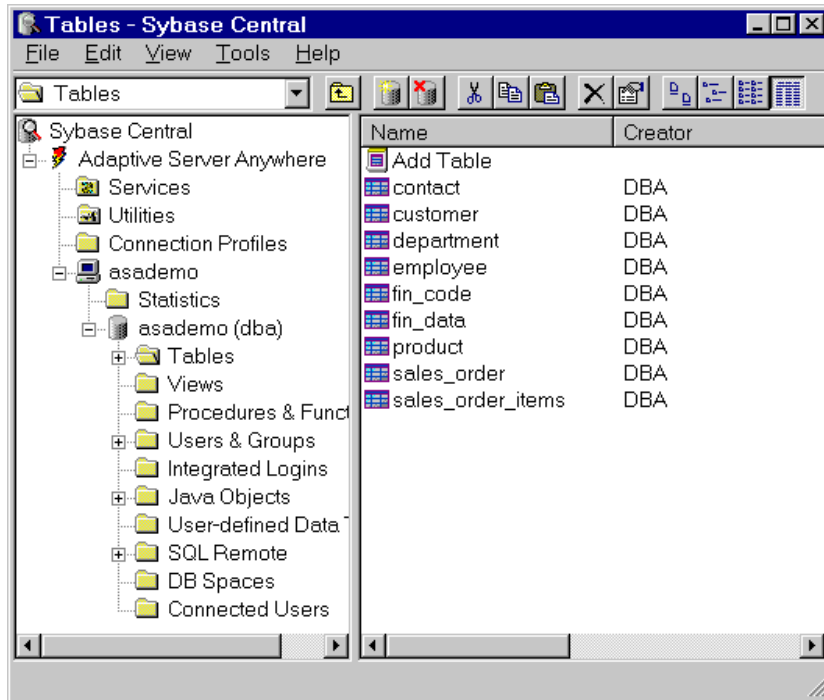 Tables - Sybase Central
File Edit View Tools Help
Tables
Sybase Central
Adaptive Server Anywhere
Services
Utilities
Connection Profiles
asademo
Statistics
asademo (dba)
Tables
Views
Procedures & Funct
Users & Groups
Integrated Logins
Java Objects
User-defined Data
SQL Remote
DB Spaces
Connected Users
Name Creator
Add Table
contact DBA
customer DBA
department DBA
employee DBA
fin_code DBA
fin_data DBA
product DBA
sales_order DBA
sales_order_items DBA